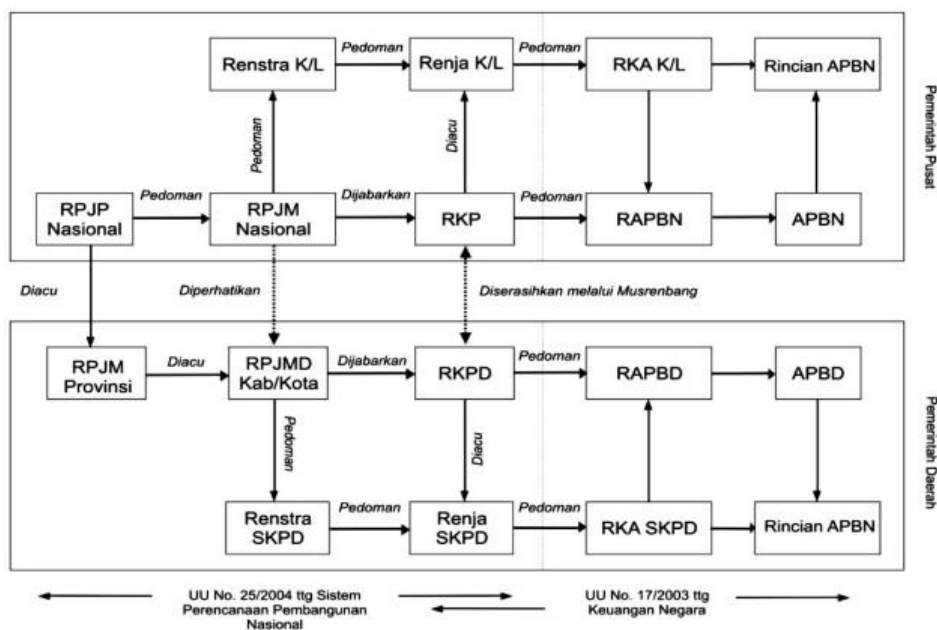 Pedoman
Pedoman
Renstra K/L
Renja K/L
RKA K/L
Rincian APBN
Pedoman
Diacu
Pemerintah Pusat
RPJP
Nasional
Pedoman
RPJM
Nasional
Dijabarkan
RKP
Pedoman
RAPBN
APBN
Diacu
Diperhatikan
Diserasihkan melalui Musrenbang
RPJM
Provinsi
Diacu
RPJMD
Kab/Kota
Dijabarkan
RKPD
Pedoman
RAPBD
APBD
Pedoman
Diacu
Pemerintah Daerah
Renstra
SKPD
Pedoman
Renja
SKPD
Pedoman
RKA SKPD
Rincian APBN
UU No. 25/2004 ttg Sistem
Perencanaan Pembangunan
Nasional
UU No. 17/2003 ttg
Keuangan Negara